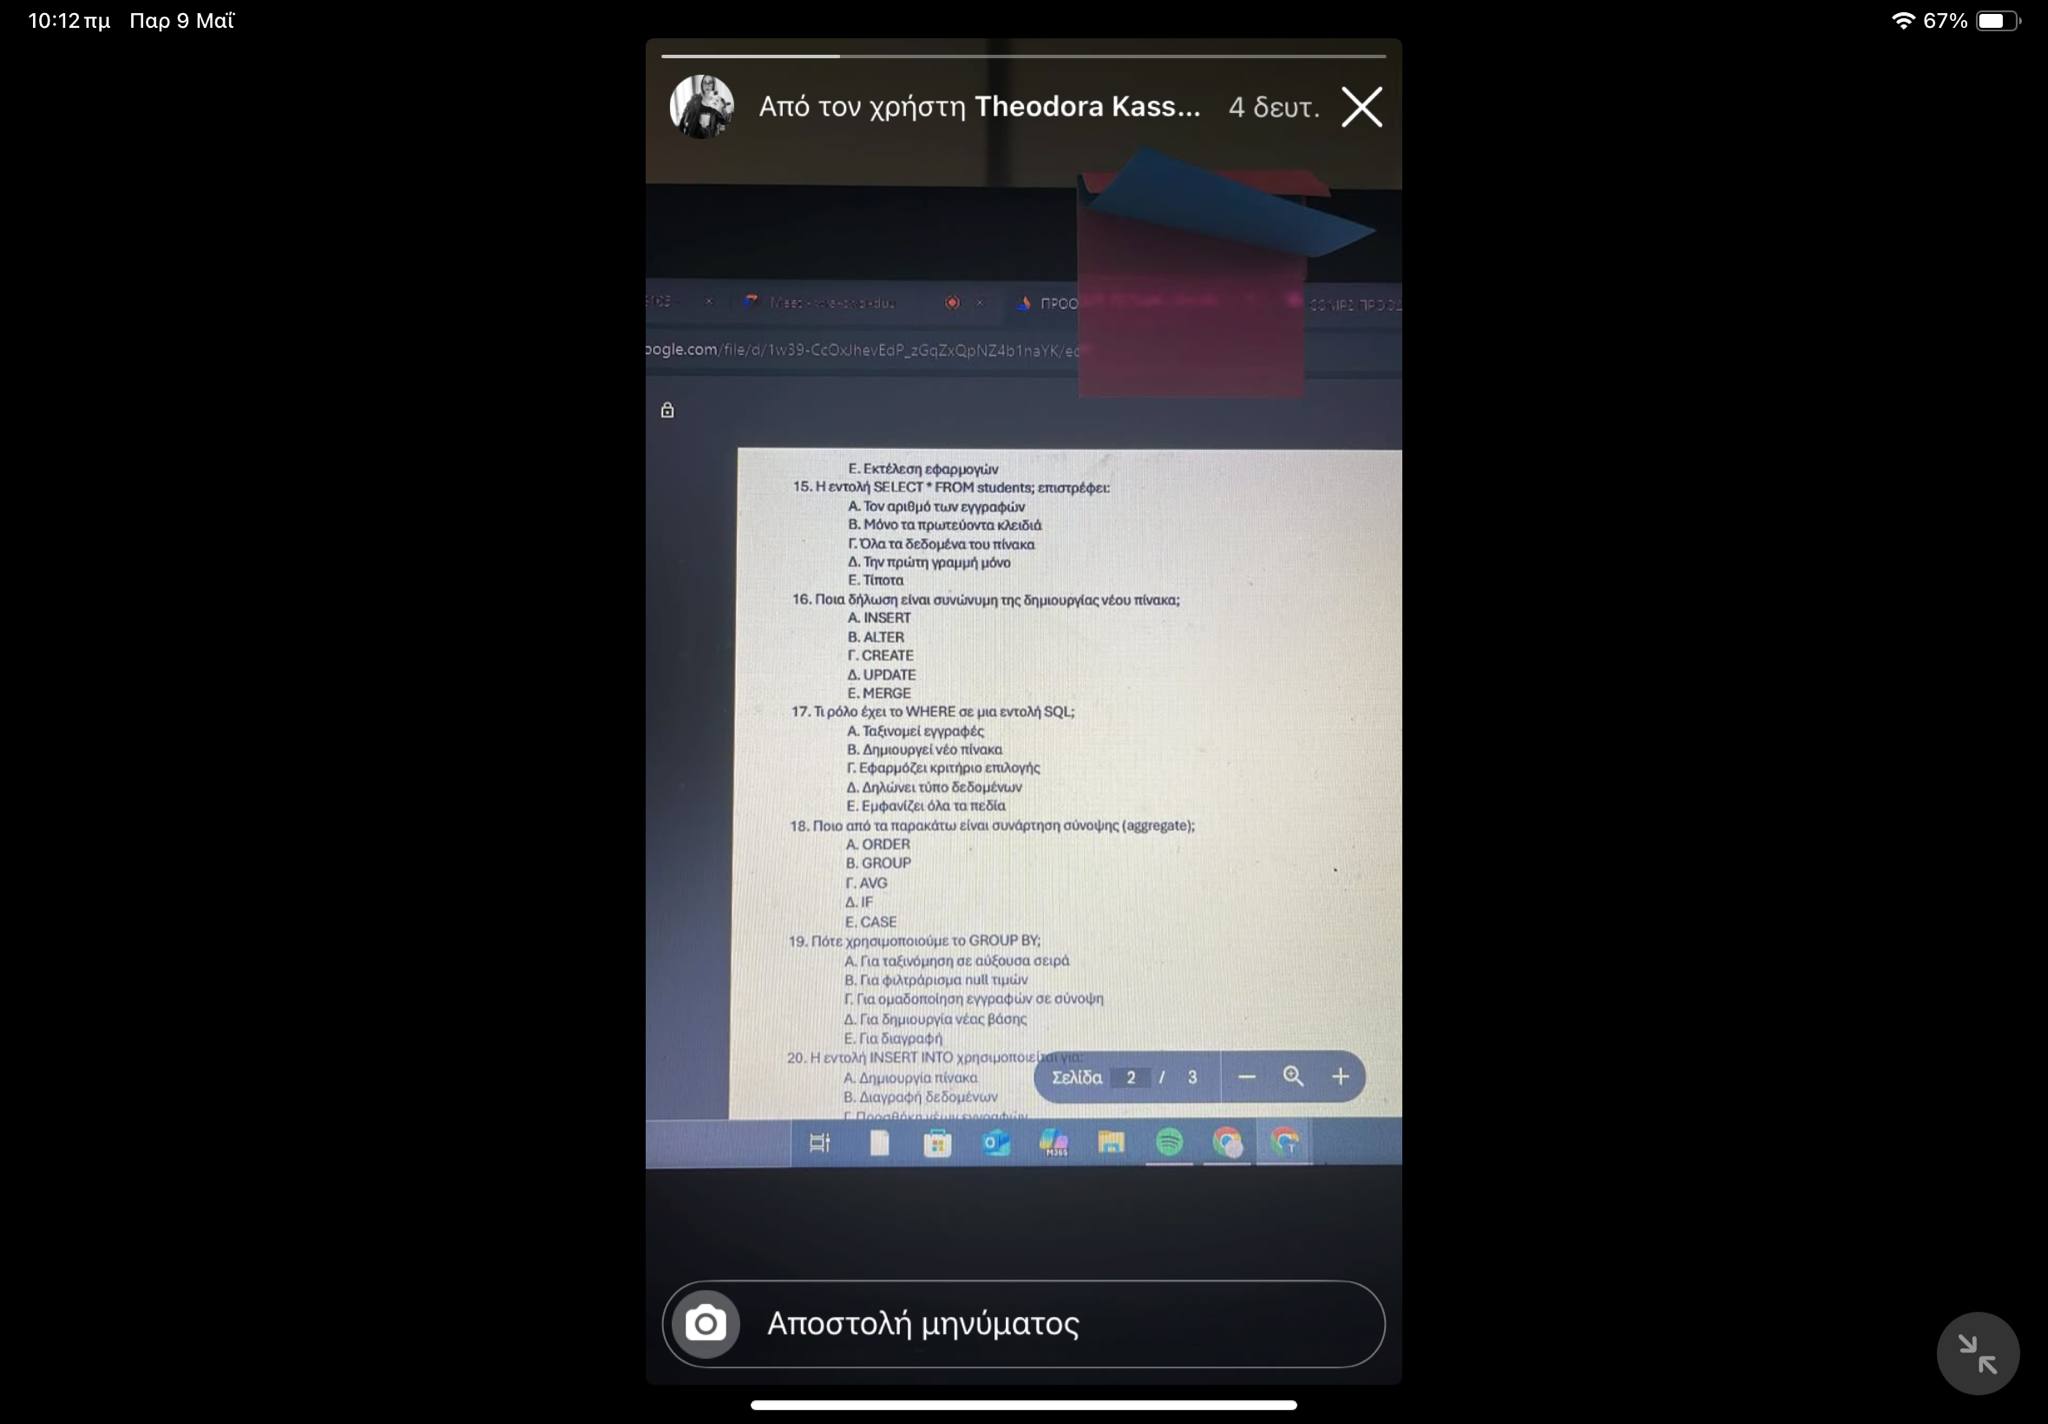 10:12 πμ Παρ 9 Μαΐ
67%
Από τον χρήστη Theodora Kass... 4 δευτ.
ΠΡΟΟ
oogle.com/file/d/1w39-CcOxJhevEdP_zGqZxQpNZ4b1naYK/ed
Ε. Εκτέλεση εφαρμογών
15. Η εντολή SELECT * FROM students; επιστρέφει:
Α. Τον αριθμό των εγγραφών
Β. Μόνο τα πρωτεύοντα κλειδιά
Γ. Όλα τα δεδομένα του πίνακα
Δ. Την πρώτη γραμμή μόνο
Ε. Τίποτα
16. Ποια δήλωση είναι συνώνυμη της δημιουργίας νέου πίνακα;
Α. INSERT
Β. ALTER
Γ. CREATE
Δ. UPDATE
Ε. MERGE
17. Τι ρόλο έχει το WHERE σε μια εντολή SQL;
Α. Ταξινομεί εγγραφές
Β. Δημιουργεί νέο πίνακα
Γ. Εφαρμόζει κριτήριο επιλογής
Δ. Δηλώνει τύπο δεδομένων
Ε. Εμφανίζει όλα τα πεδία
18. Ποιο από τα παρακάτω είναι συνάρτηση σύνοψης (aggregate);
Α. ORDER
Β. GROUP
Γ. AVG
Δ. IF
Ε. CASE
19. Πότε χρησιμοποιούμε το GROUP BY;
Α. Για ταξινόμηση σε αύξουσα σειρά
Β. Για φιλτράρισμα null τιμών
Γ. Για ομαδοποίηση εγγραφών σε σύνοψη
Δ. Για δημιουργία νέας βάσης
Ε. Για διαγραφή
20. Η εντολή INSERT INTO χρησιμοποιείται για:
Α. Δημιουργία πίνακα
Β. Διαγραφή δεδομένων
Γ. Προσθήκη νέων εγγραφών
Σελίδα 2 / 3
M365
Αποστολή μηνύματος